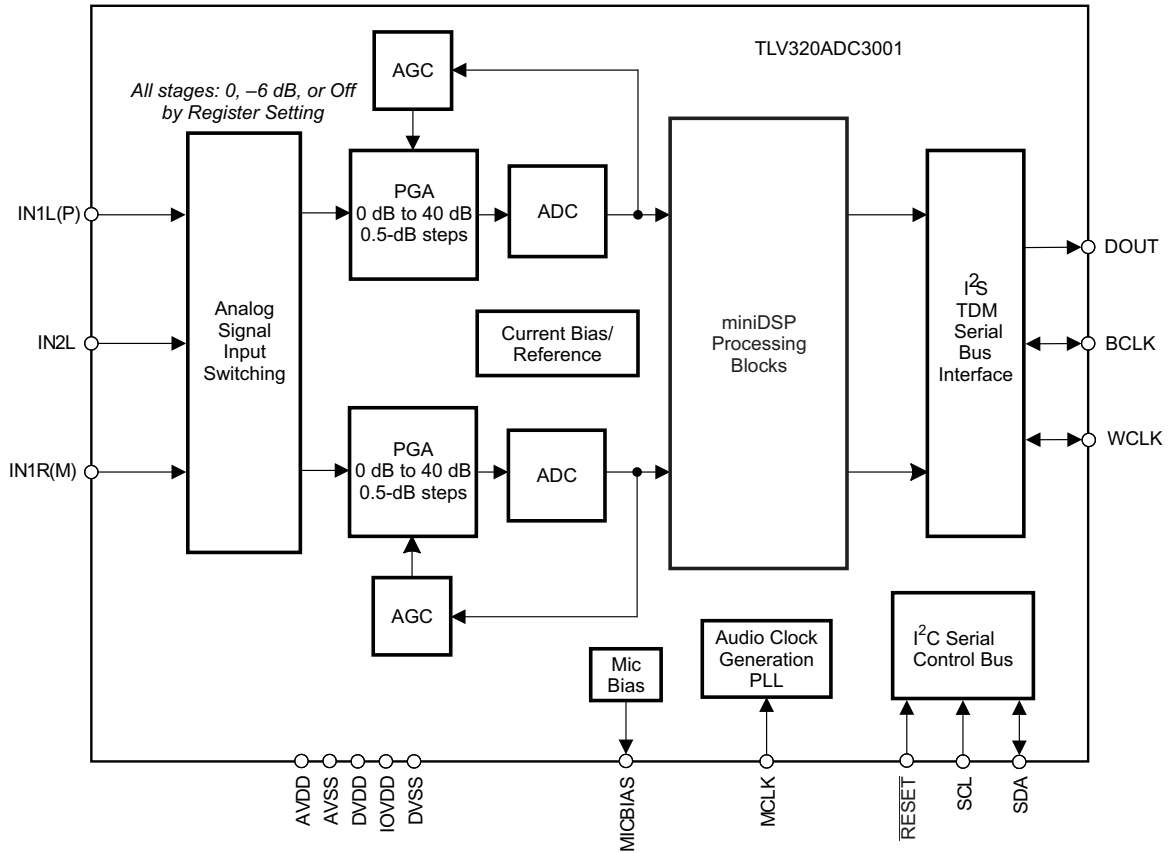 TLV320ADC3001
AGC
All stages: 0, –6 dB, or Off
by Register Setting
IN1L(P)
PGA
0 dB to 40 dB
0.5-dB steps
ADC
DOUT
IN2L
Analog
Signal
Input
Switching
Current Bias/
Reference
miniDSP
Processing
Blocks
I²S
TDM
Serial
Bus
Interface
BCLK
WCLK
IN1R(M)
PGA
0 dB to 40 dB
0.5-dB steps
ADC
AGC
Mic
Bias
Audio Clock
Generation
PLL
I²C Serial
Control Bus
AVDD
AVSS
DVDD
IOVDD
DVSS
MICBIAS
MCLK
RESET
SCL
SDA